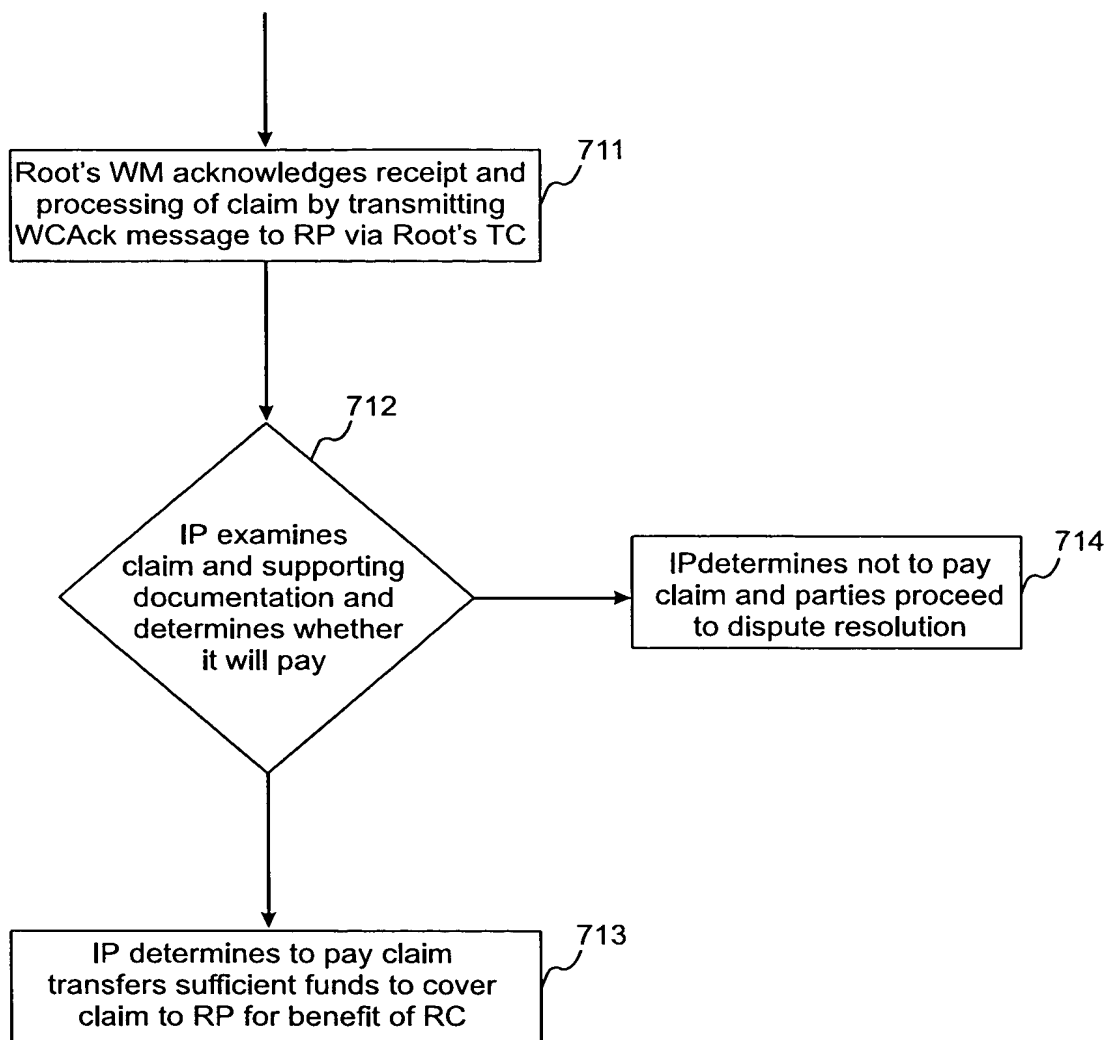 711
Root's WM acknowledges receipt and
processing of claim by transmitting
WCAck message to RP via Root's TC
712
IP examines
claim and supporting
documentation and
determines whether
it will pay
714
IPdetermines not to pay
claim and parties proceed
to dispute resolution
713
IP determines to pay claim
transfers sufficient funds to cover
claim to RP for benefit of RC